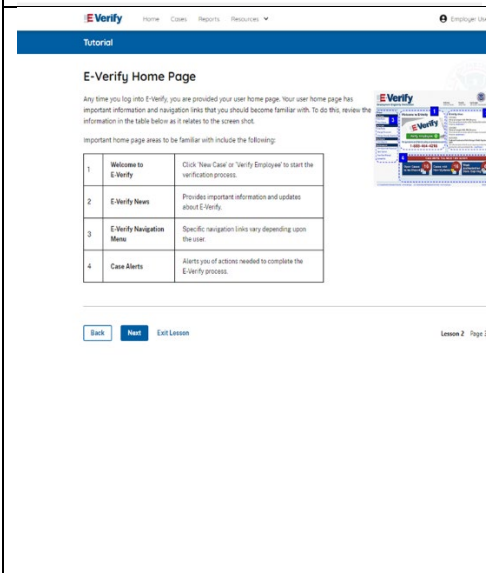 E-Verify Home Cases Reports Resources Employer Use
Tutorial
E-Verify Home Page
Any time you log into E-Verify, you are provided your user home page. Your user home page has
important information and navigation links that you should become familiar with. To do this, review the
information in the table below as it relates to the screen shot.
Important home page areas to be familiar with include the following:
1 Welcome to E-Verify Click 'New Case' or 'Verify Employee' to start the
verification process.
2 E-Verify News Provides important information and updates
about E-Verify.
3 E-Verify Navigation
Menu Specific navigation links vary depending upon
the user.
4 Case Alerts Alerts you of actions needed to complete the
E-Verify process.
E-Verify
E-Verify
Back Next Exit Lesson Lesson 2 Page